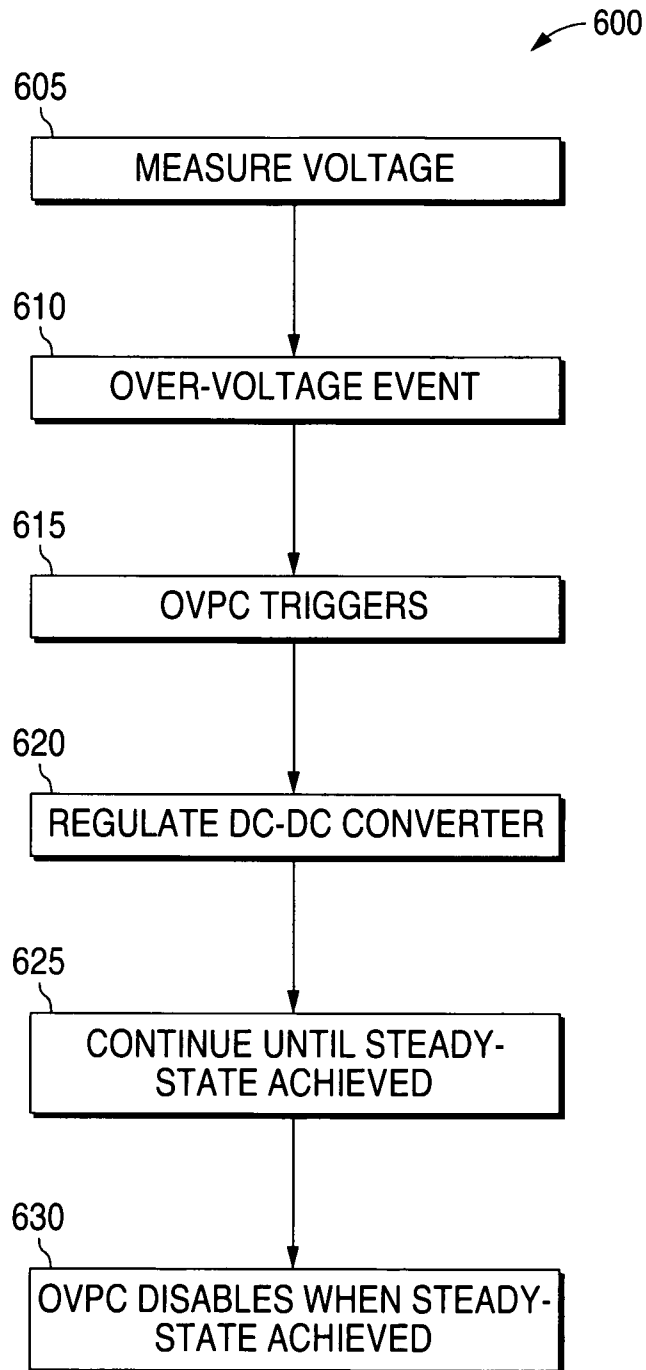 600
605
MEASURE VOLTAGE
610
OVER-VOLTAGE EVENT
615
OVPC TRIGGERS
620
REGULATE DC-DC CONVERTER
625
CONTINUE UNTIL STEADY-
STATE ACHIEVED
630
OVPC DISABLES WHEN STEADY-
STATE ACHIEVED